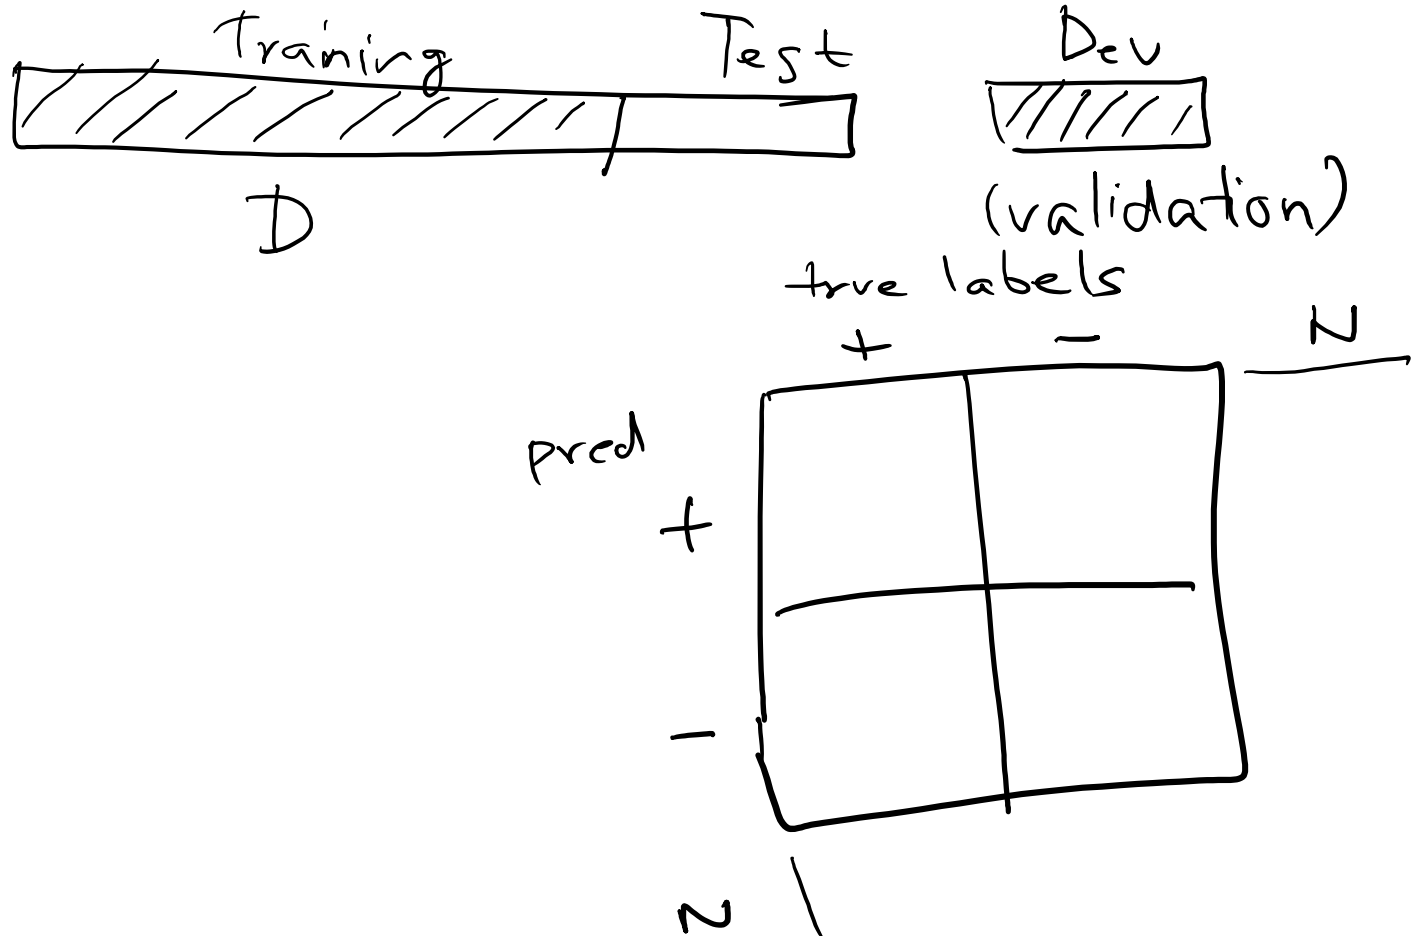 Training Test Dev
D (validation)
true labels
+ - N
pred
+
-
N